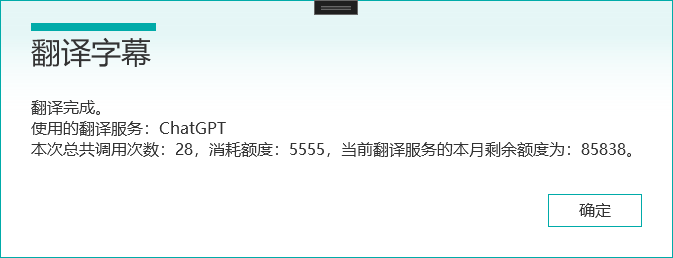 翻译字幕
翻译完成。
使用的翻译服务：ChatGPT
本次总共调用次数：28，消耗额度：5555，当前翻译服务的本月剩余额度为：85838。
确定